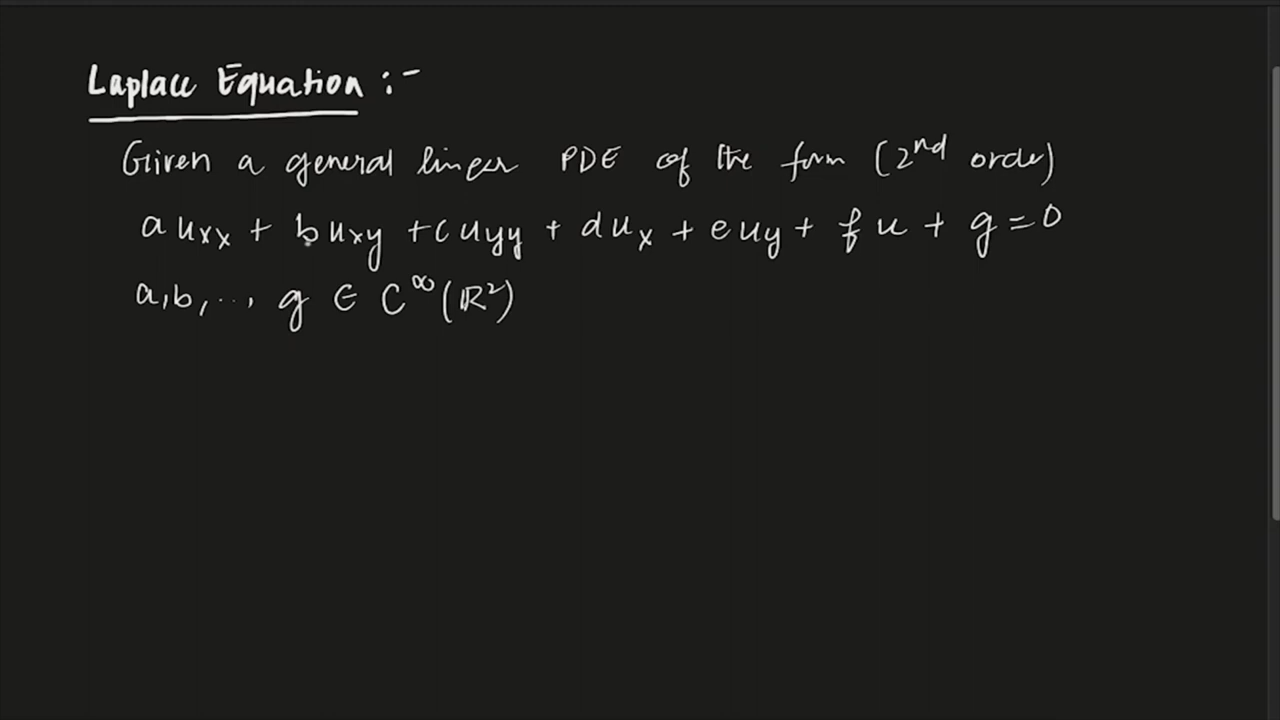 Laplace Equation :-
Given a general linear PDE of the form (2nd order)
a uxx + b uxy + c uyy + d ux + e uy + f u + g = 0
a, b, ..., g ∈ C^∞(ℝ²)